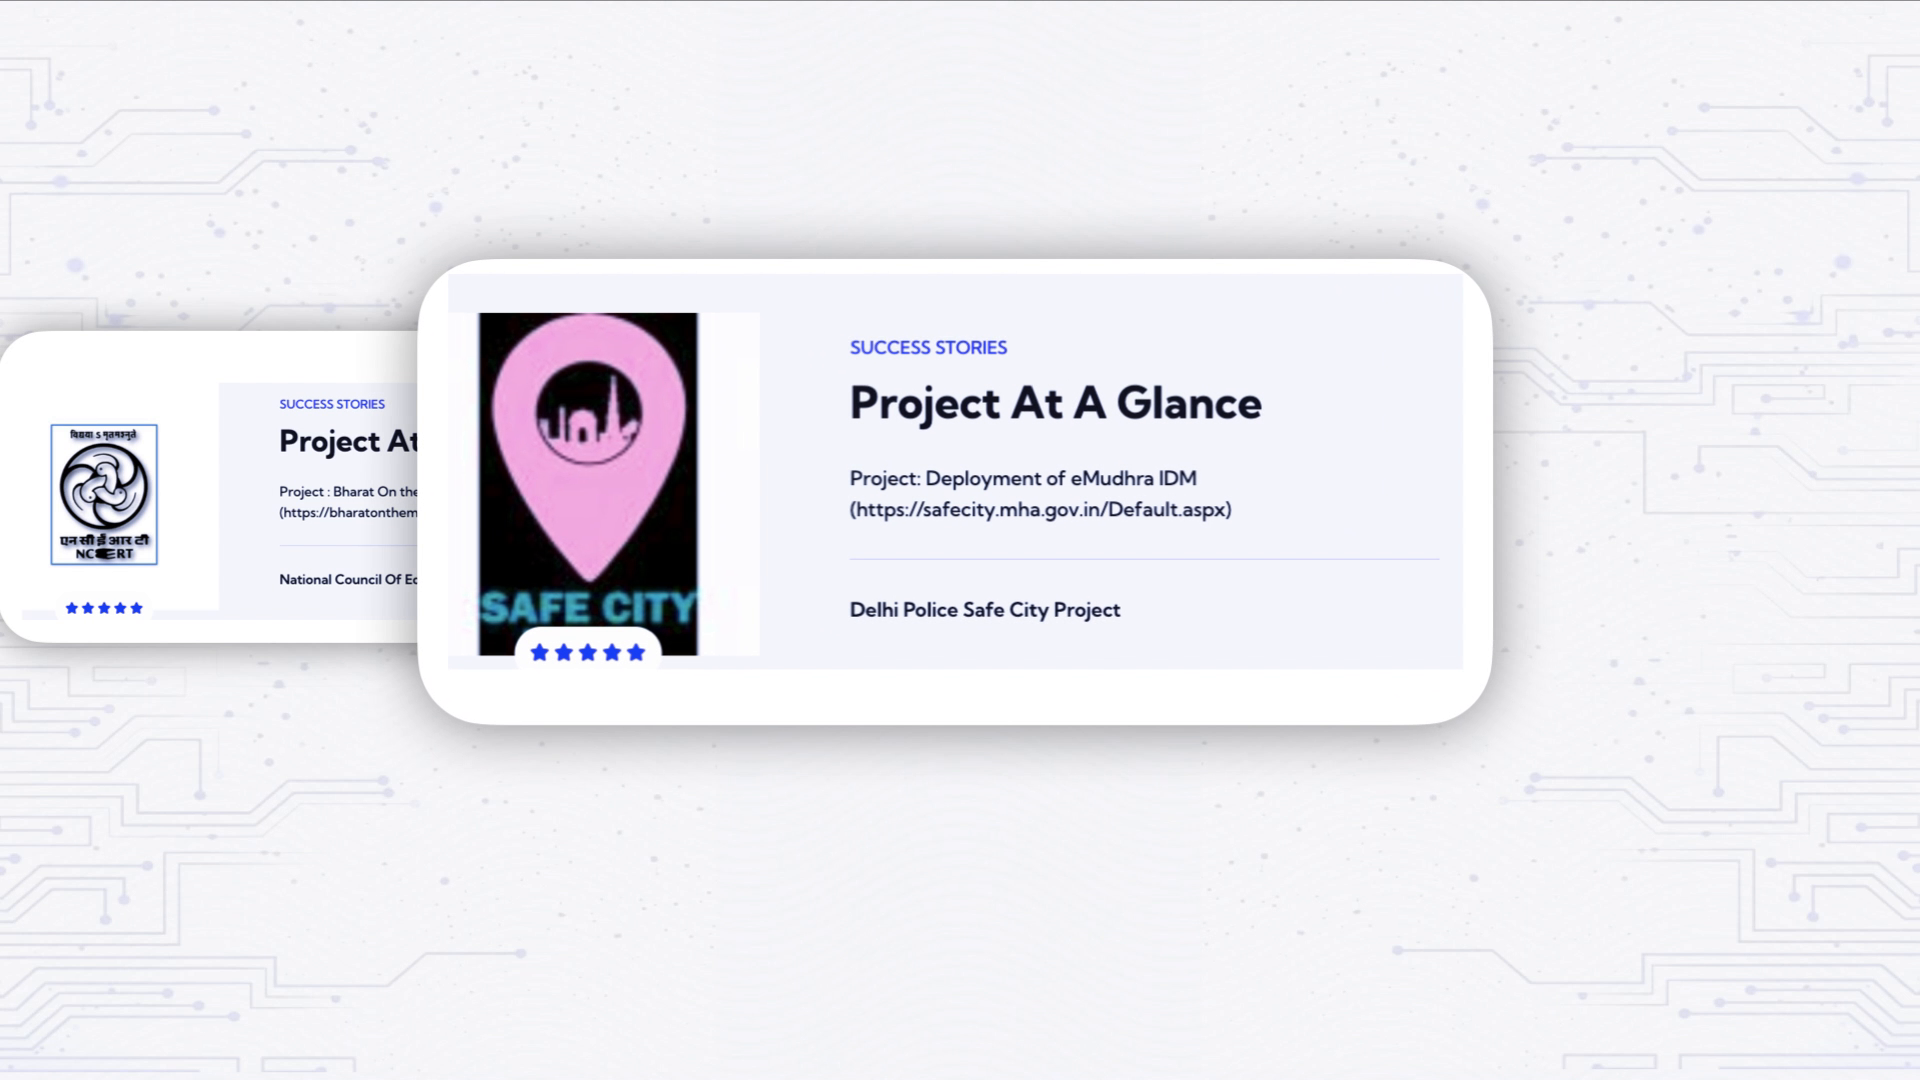 विद्यया ऽ मृतमश्नुते
एन सी ई आर टी
SUCCESS STORIES
Project At
Project : Bharat On the
(https://bharatonthem
National Council Of Ed
SAFE CITY
SUCCESS STORIES
Project At A Glance
Project: Deployment of eMudhra IDM
(https://safecity.mha.gov.in/Default.aspx)
Delhi Police Safe City Project